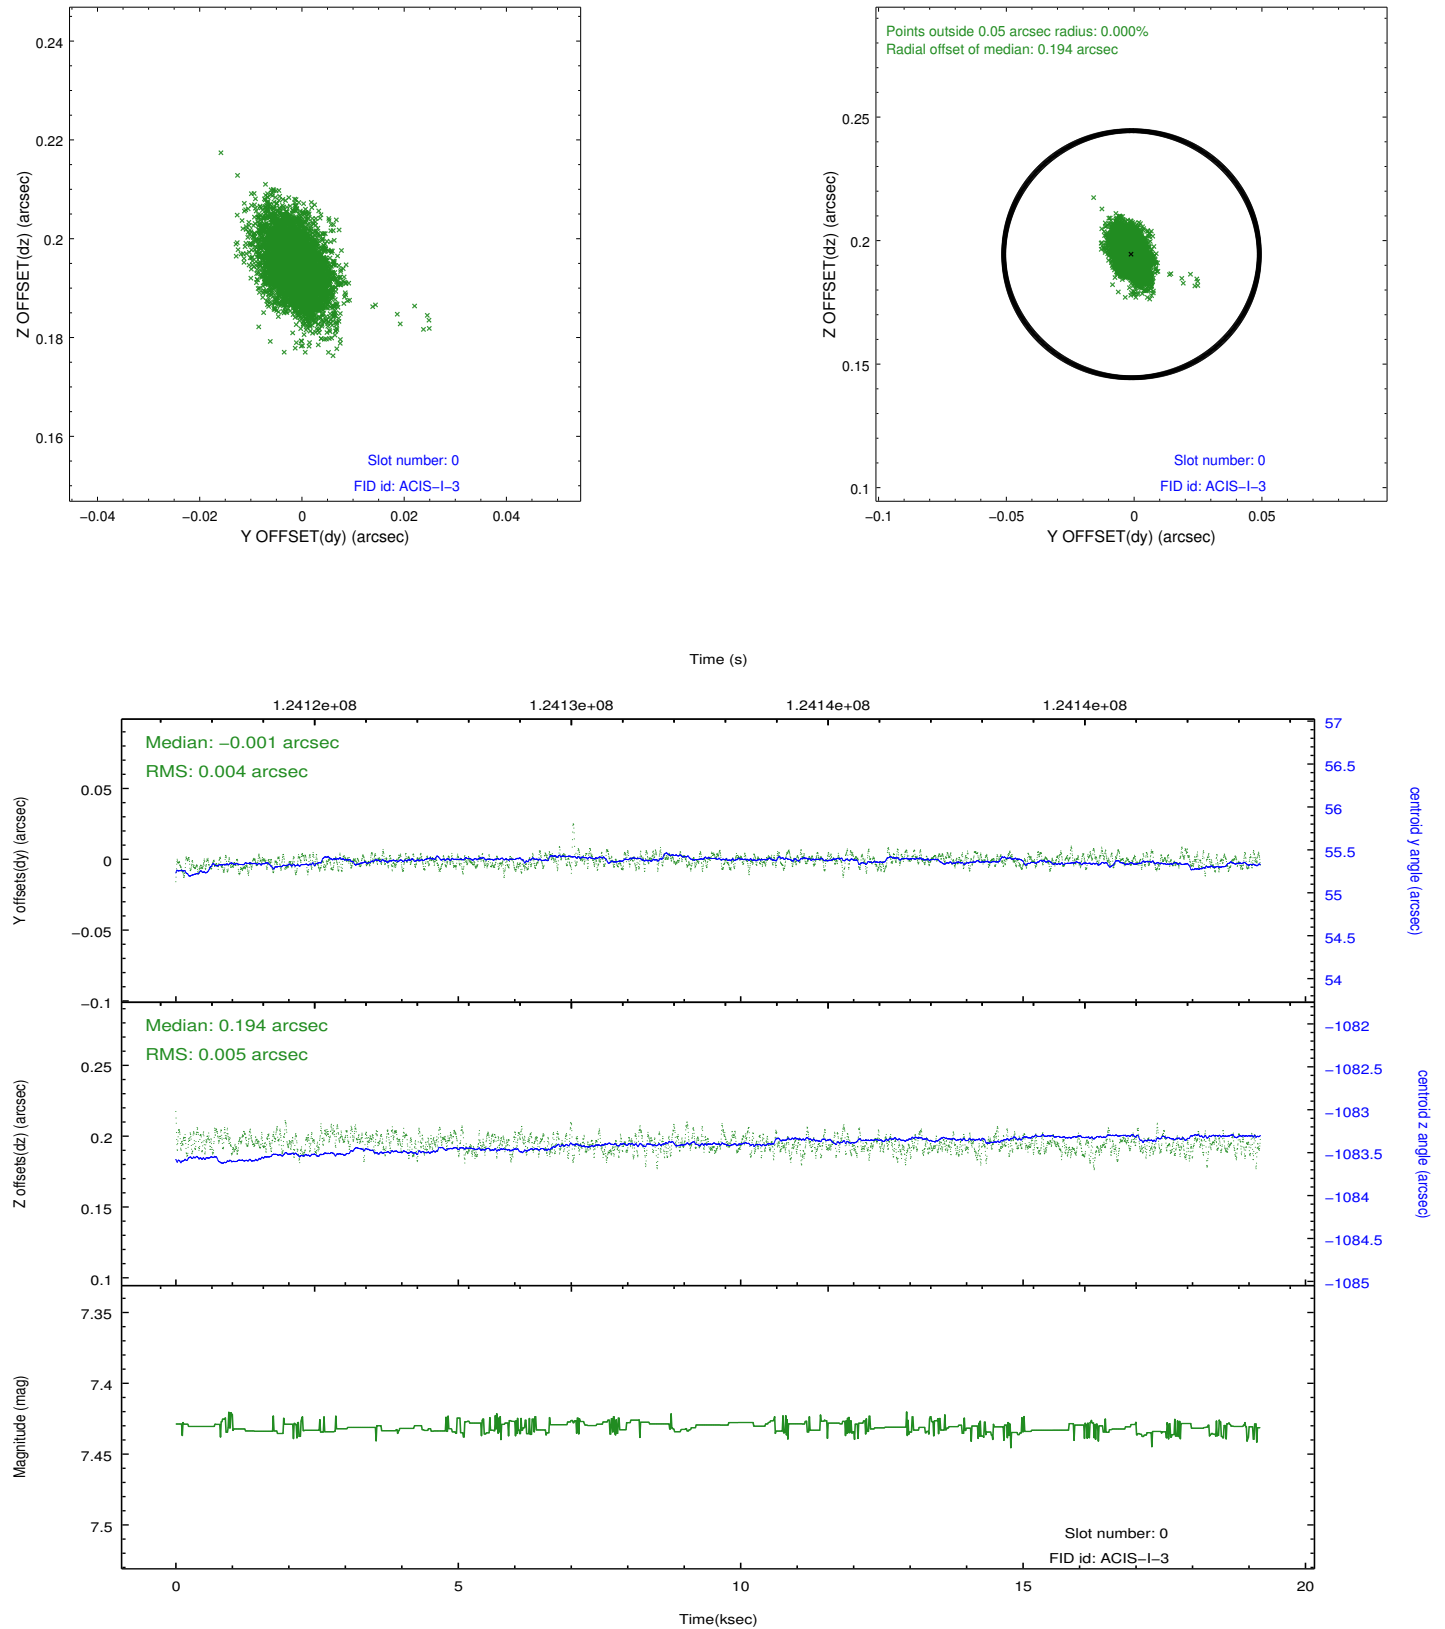 0.24
0.22
0.2
0.18
0.16
Z OFFSET(dz) (arcsec)
Slot number: 0
FID id: ACIS−I−3
−0.04 −0.02 0 0.02 0.04
Y OFFSET(dy) (arcsec)
Points outside 0.05 arcsec radius: 0.000%
Radial offset of median: 0.194 arcsec
0.25
0.2
0.15
0.1
Z OFFSET(dz) (arcsec)
Slot number: 0
FID id: ACIS−I−3
−0.1 −0.05 0 0.05
Y OFFSET(dy) (arcsec)
Time (s)
1.2412e+08 1.2413e+08 1.2414e+08 1.2414e+08
Median: −0.001 arcsec
RMS: 0.004 arcsec
0.05
0
−0.05
−0.1
Y offsets(dy) (arcsec)
57
56.5
56
55.5
55
54.5
54
centroid y angle (arcsec)
Median: 0.194 arcsec
RMS: 0.005 arcsec
0.25
0.2
0.15
0.1
Z offsets(dz) (arcsec)
−1082
−1082.5
−1083
−1083.5
−1084
−1084.5
−1085
centroid z angle (arcsec)
7.35
7.4
7.45
7.5
Magnitude (mag)
Slot number: 0
FID id: ACIS−I−3
0 5 10 15 20
Time(ksec)